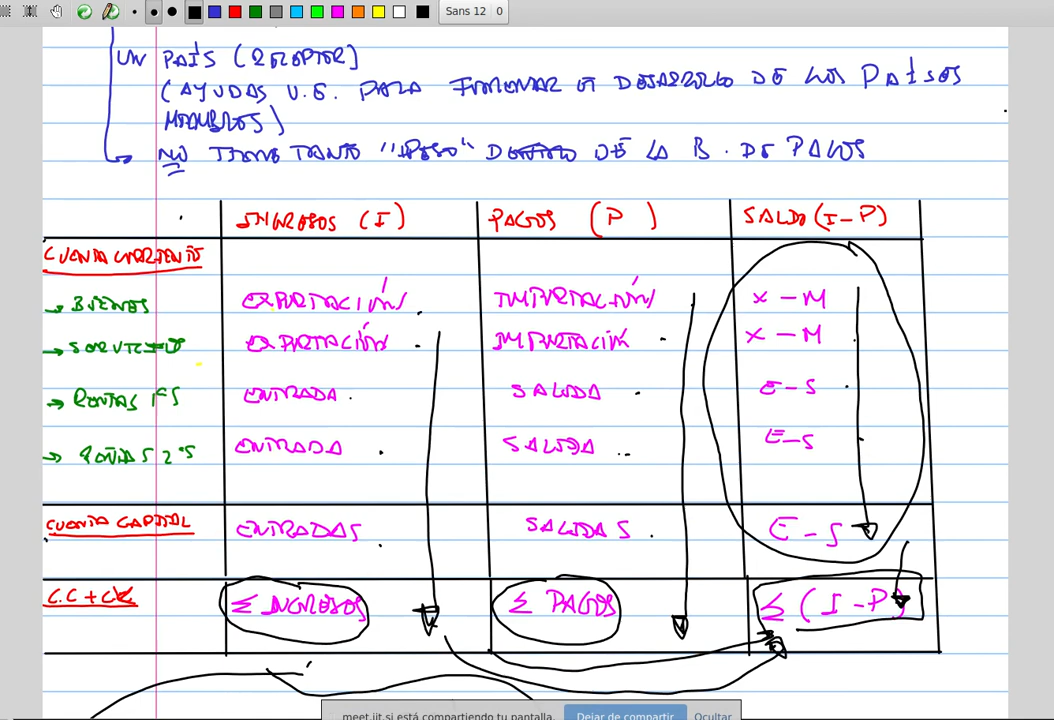 Sans 12 0
UN PAÍS (RECEPTOR)
(AYUDAS U.E. PARA FOMENTAR EL DESARROLLO DE LOS PAÍSES
MIEMBROS)
NO TIENE TANTO "PESO" DENTRO DE LA B. DE PAGOS
INGRESOS (I) PAGOS (P) SALDO (I-P)
CUENTA CORRIENTE
→ BIENES EXPORTACIÓN IMPORTACIÓN X - M
→ SERVICIOS EXPORTACIÓN IMPORTACIÓN X - M
→ RENTAS 1ªS ENTRADA SALIDA E - S
→ RENTAS 2ªS ENTRADA SALIDA E - S
CUENTA CAPITAL ENTRADAS SALIDAS E - S
C.C + CK Σ INGRESOS Σ PAGOS Σ (I - P)
meet.jit.si está compartiendo tu pantalla. Dejar de compartir Ocultar